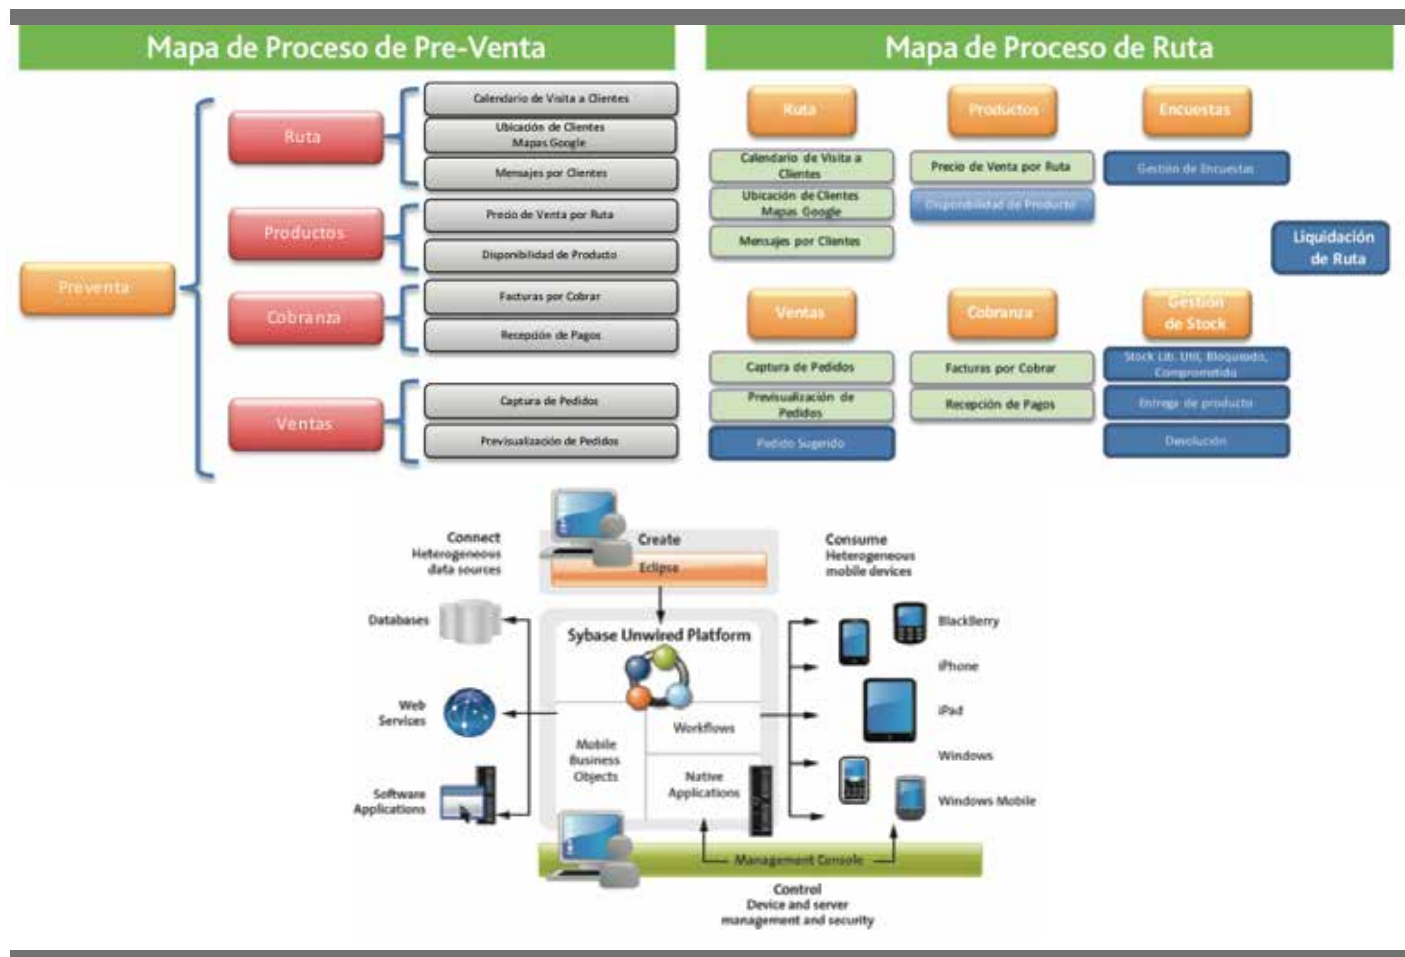 Mapa de Proceso de Pre-Venta
Preventa
Ruta
Calendario de Visita a Clientes
Ubicación de Clientes
Mapas Google
Mensajes por Clientes
Productos
Precio de Venta por Ruta
Disponibilidad de Producto
Cobranza
Facturas por Cobrar
Recepción de Pagos
Ventas
Captura de Pedidos
Previsualización de Pedidos
Mapa de Proceso de Ruta
Ruta
Calendario de Visita a
Clientes
Ubicación de Clientes
Mapas Google
Mensajes por Clientes
Productos
Precio de Venta por Ruta
Disponibilidad de Producto
Encuestas
Gestión de Encuestas
Liquidación
de Ruta
Ventas
Captura de Pedidos
Previsualización de
Pedidos
Pedido Sugerido
Cobranza
Facturas por Cobrar
Recepción de Pagos
Gestión
de Stock
Stock Lib. Util, Bloqueado,
Comprometido
Entrega de producto
Devolución
Connect
Heterogeneous
data sources
Databases
Web
Services
Software
Applications
Create
Eclipse
Sybase Unwired Platform
Mobile
Business
Objects
Workflows
Native
Applications
Consume
Heterogeneous
mobile devices
BlackBerry
iPhone
iPad
Windows
Windows Mobile
Management Console
Control
Device and server
management and security